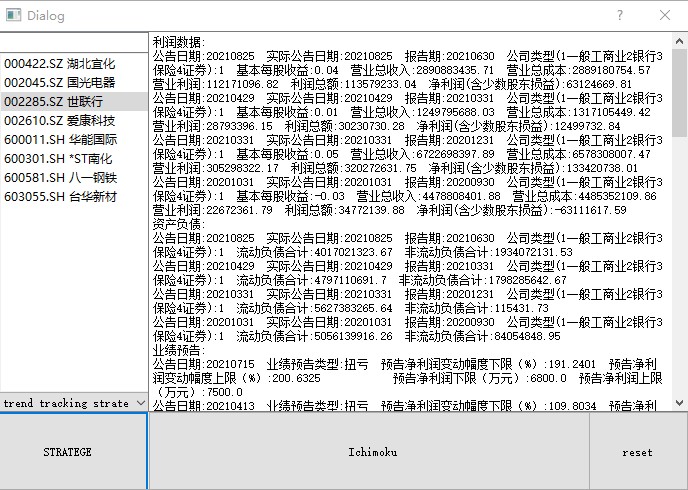 Dialog
000422.SZ 湖北宜化
002045.SZ 国光电器
002285.SZ 世联行
002610.SZ 爱康科技
600011.SH 华能国际
600301.SH *ST南化
600581.SH 八一钢铁
603055.SH 台华新材
trend tracking strate
利润数据:
公告日期:20210825 实际公告日期:20210825 报告期:20210630 公司类型(1一般工商业2银行3
保险4证券):1 基本每股收益:0.04 营业总收入:2890883435.71 营业总成本:2889180754.57
营业利润:112171096.82 利润总额:113579233.04 净利润(含少数股东损益):63124669.81
公告日期:20210429 实际公告日期:20210429 报告期:20210331 公司类型(1一般工商业2银行3
保险4证券):1 基本每股收益:0.01 营业总收入:1249795688.03 营业总成本:1317105449.42
营业利润:28793396.15 利润总额:30230730.28 净利润(含少数股东损益):12499732.84
公告日期:20210331 实际公告日期:20210331 报告期:20201231 公司类型(1一般工商业2银行3
保险4证券):1 基本每股收益:0.05 营业总收入:6722698397.89 营业总成本:6578308007.47
营业利润:305298322.17 利润总额:320272631.75 净利润(含少数股东损益):133420738.01
公告日期:20201031 实际公告日期:20201031 报告期:20200930 公司类型(1一般工商业2银行3
保险4证券):1 基本每股收益:-0.03 营业总收入:4478808401.88 营业总成本:4485352109.86
营业利润:22672361.79 利润总额:34772139.88 净利润(含少数股东损益):-63111617.59
资产负债:
公告日期:20210825 实际公告日期:20210825 报告期:20210630 公司类型(1一般工商业2银行3
保险4证券):1 流动负债合计:4017021323.67 非流动负债合计:1934072131.53
公告日期:20210429 实际公告日期:20210429 报告期:20210331 公司类型(1一般工商业2银行3
保险4证券):1 流动负债合计:4797110691.7 非流动负债合计:1798285642.67
公告日期:20210331 实际公告日期:20210331 报告期:20201231 公司类型(1一般工商业2银行3
保险4证券):1 流动负债合计:5627383265.64 非流动负债合计:115431.73
公告日期:20201031 实际公告日期:20201031 报告期:20200930 公司类型(1一般工商业2银行3
保险4证券):1 流动负债合计:5056139916.26 非流动负债合计:84054848.95
业绩预告:
公告日期:20210715 业绩预告类型:扭亏 预告净利润变动幅度下限（%）:191.2401 预告净利
润变动幅度上限（%）:200.6325 预告净利润下限（万元）:6800.0 预告净利润上限
（万元）:7500.0
公告日期:20210413 业绩预告类型:扭亏 预告净利润变动幅度下限（%）:109.8034 预告净利
STRATEGE
Ichimoku
reset